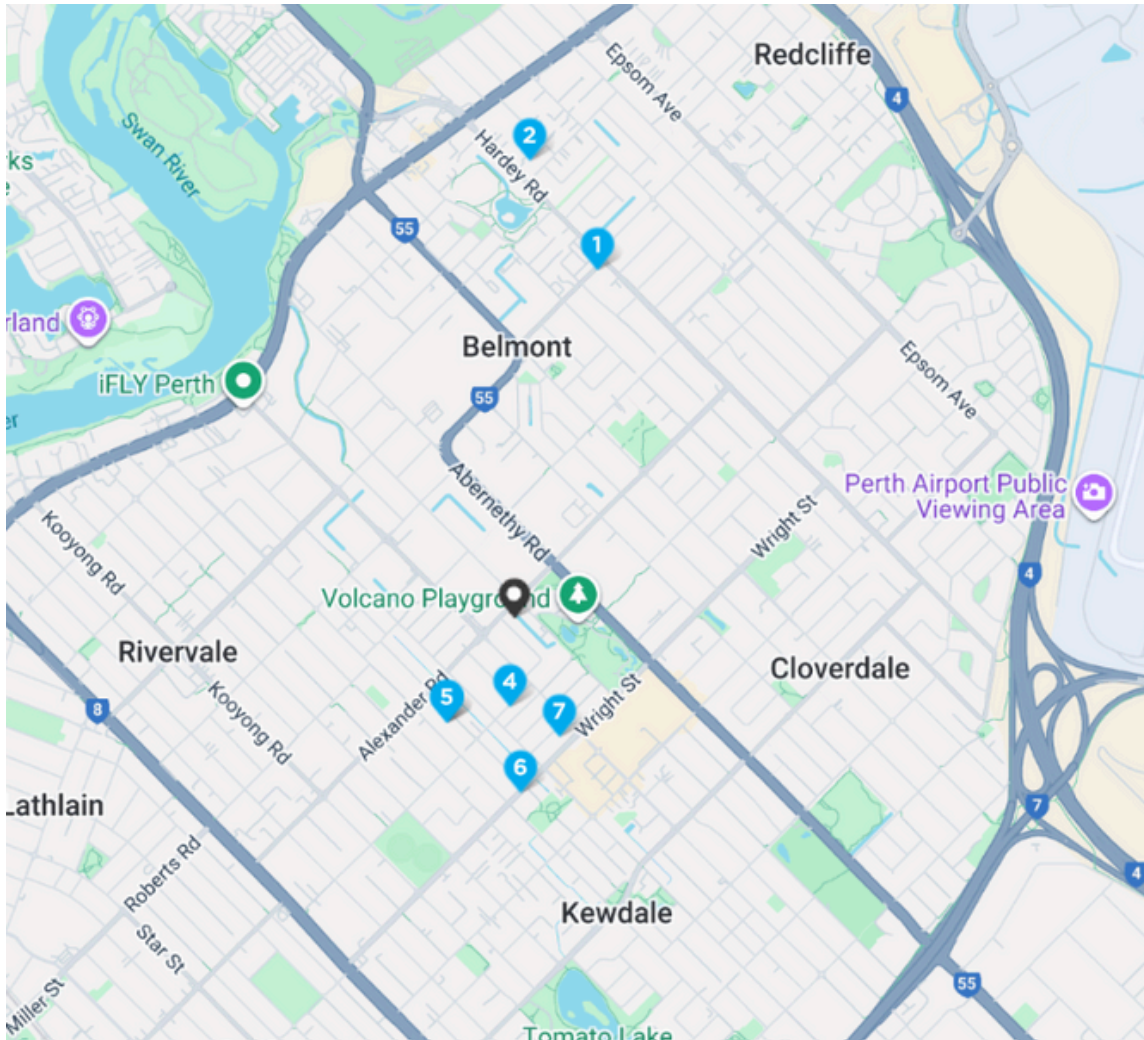 Redcliffe
Epsom Ave
4
Swan River
2
Hardey Rd
rks
e
55
1
rland
Belmont
iFLY Perth
Epsom Ave
55
er
Abernethy Rd
Perth Airport Public
Viewing Area
Wright St
Kooyong Rd
4
Volcano Playground
Rivervale
Cloverdale
Kooyong Rd
4
5
Alexander Rd
7
Wright St
8
6
Lathlain
7
Roberts Rd
4
Kewdale
Star St
55
Miller St
Tomato Lake